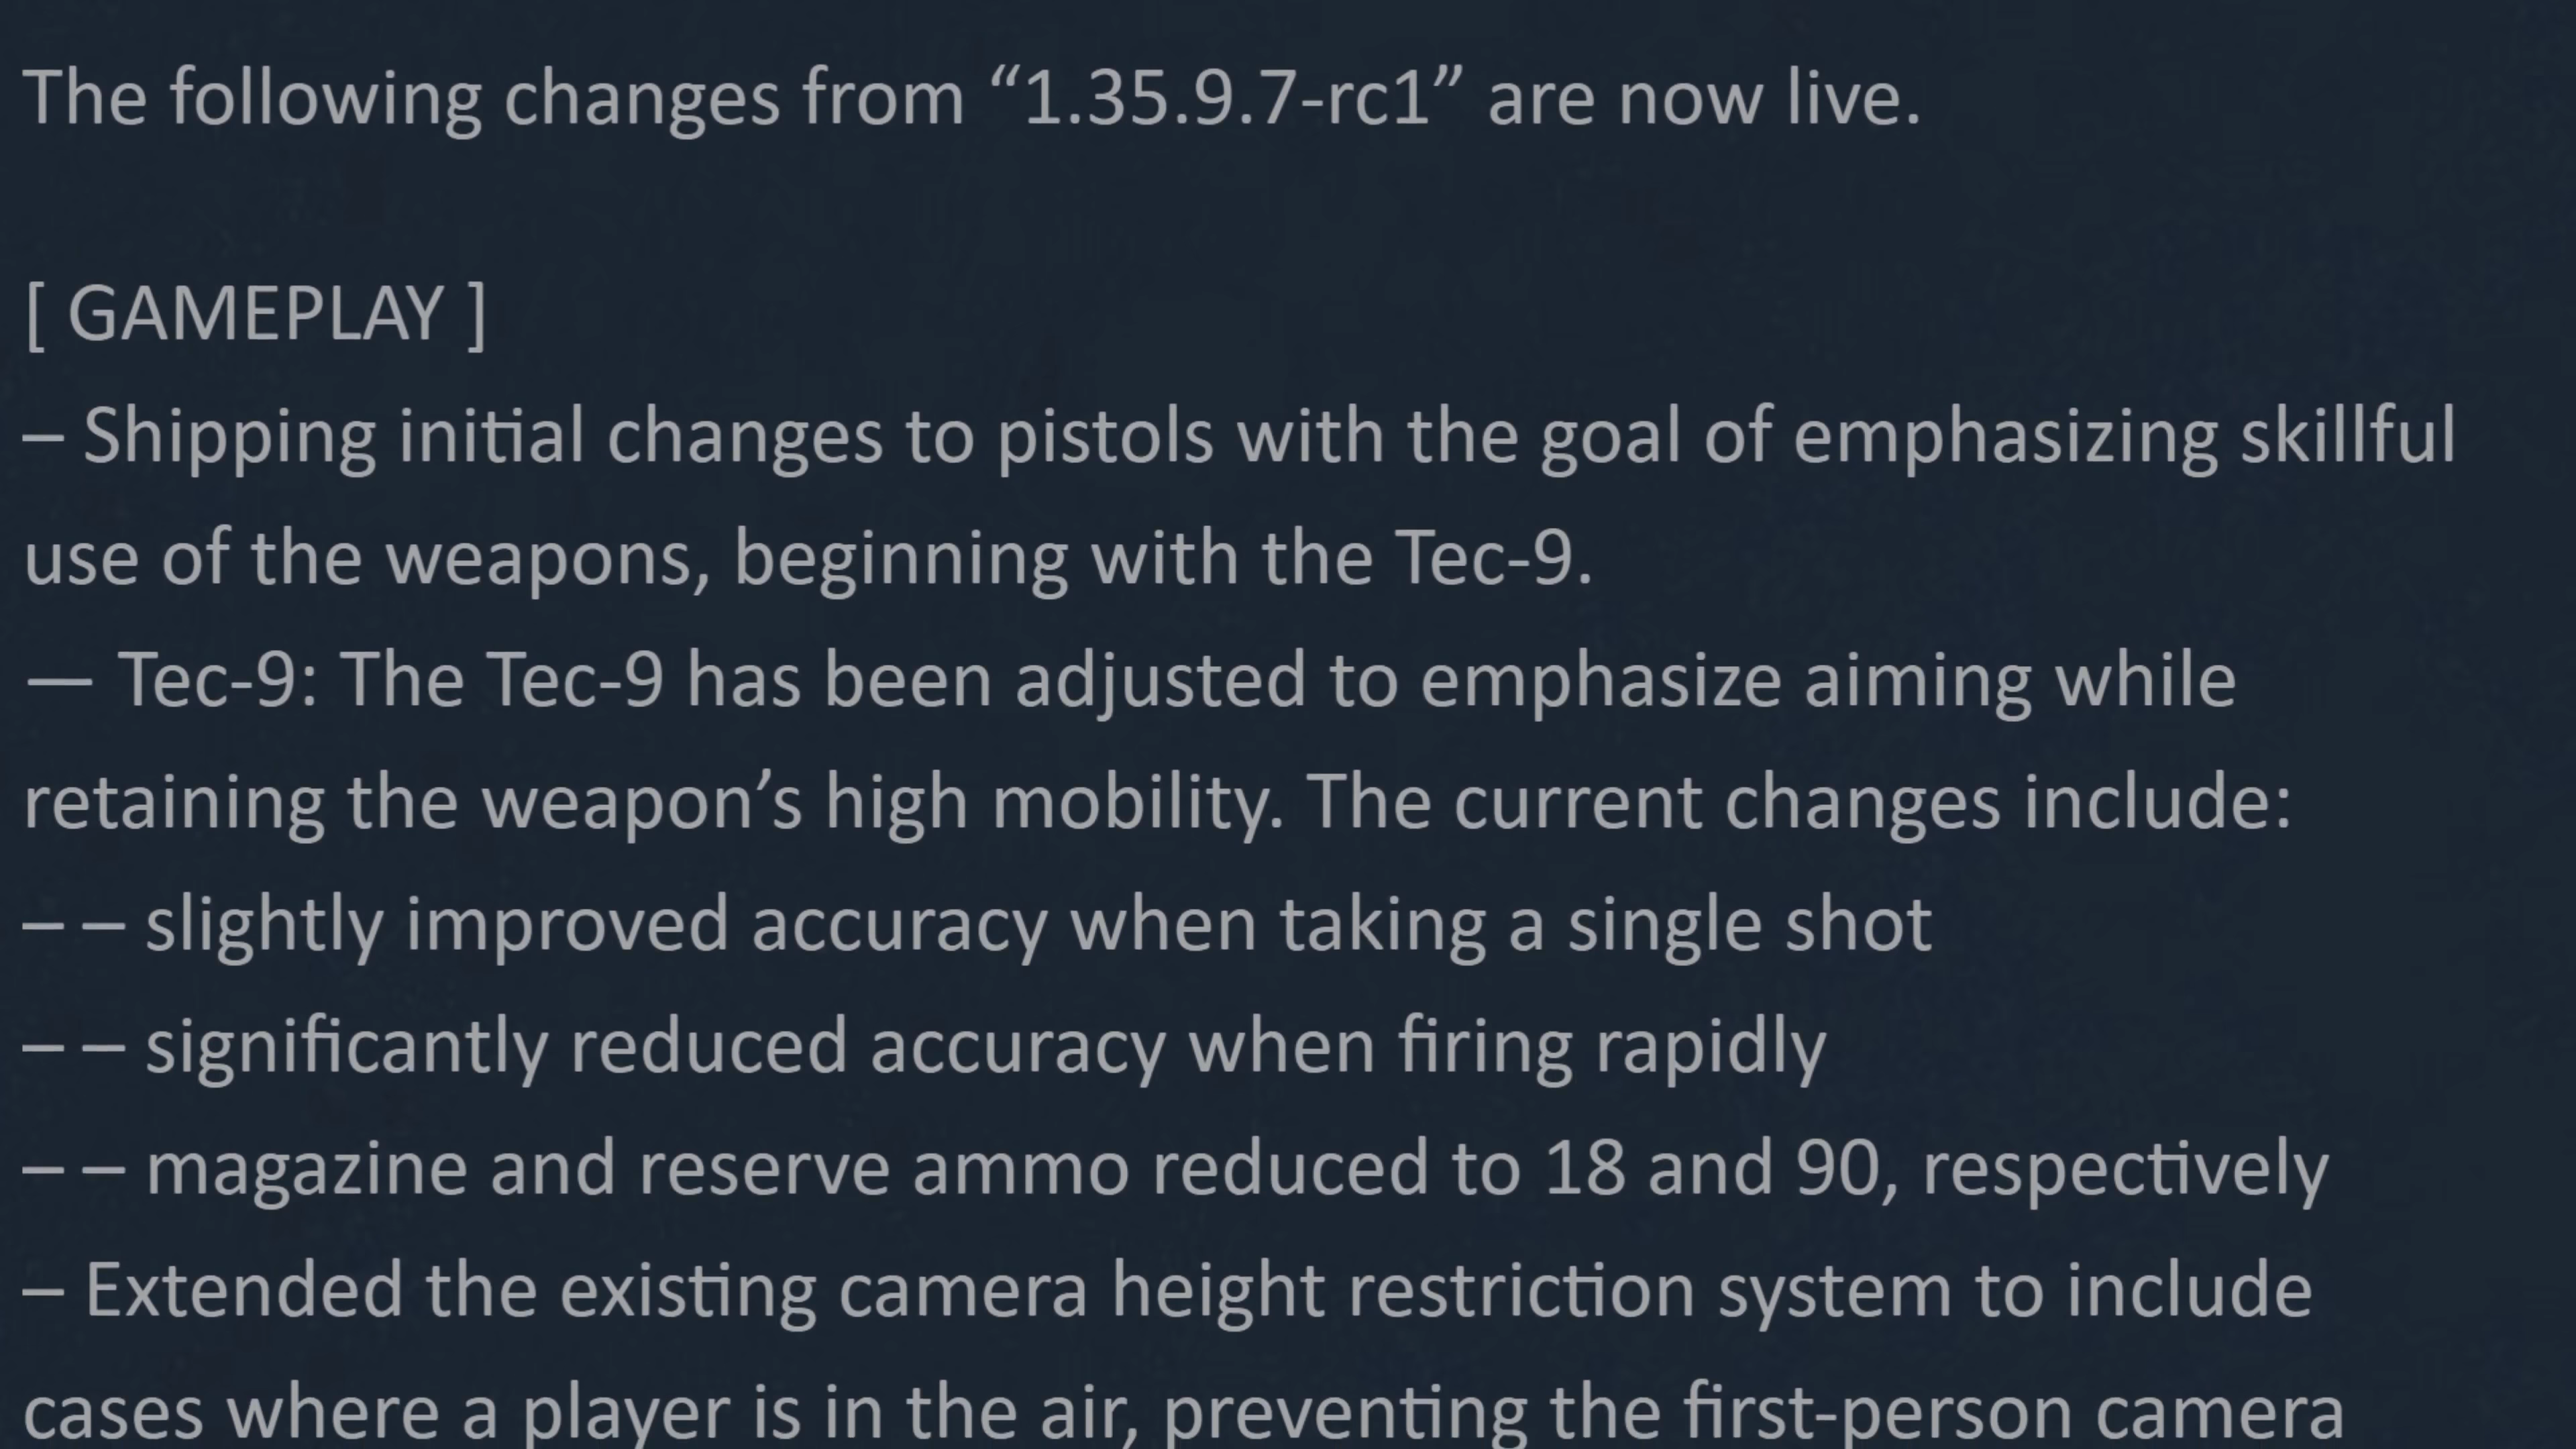 The following changes from “1.35.9.7-rc1” are now live.
[ GAMEPLAY ]
– Shipping initial changes to pistols with the goal of emphasizing skillful
use of the weapons, beginning with the Tec-9.
— Tec-9: The Tec-9 has been adjusted to emphasize aiming while
retaining the weapon’s high mobility. The current changes include:
– – slightly improved accuracy when taking a single shot
– – significantly reduced accuracy when firing rapidly
– – magazine and reserve ammo reduced to 18 and 90, respectively
– Extended the existing camera height restriction system to include
cases where a player is in the air, preventing the first-person camera